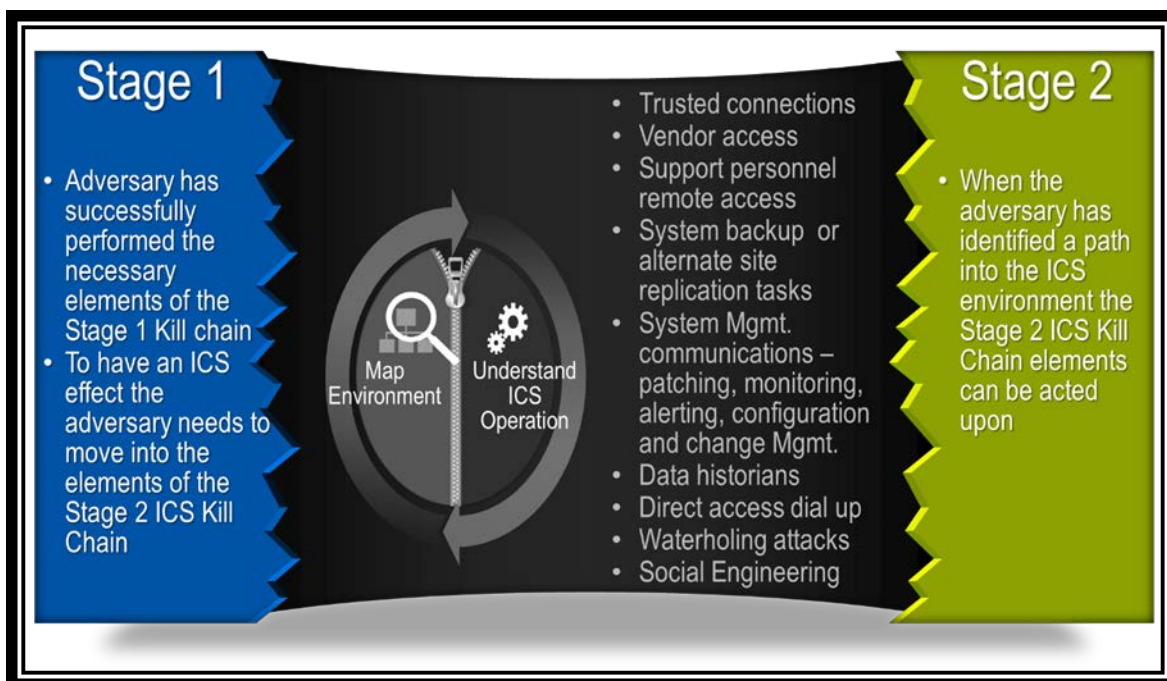 Stage 1
• Adversary has
successfully
performed the
necessary
elements of the
Stage 1 Kill chain
• To have an ICS
effect the
adversary needs to
move into the
elements of the
Stage 2 ICS Kill
Chain
Map
Environment
Understand
ICS
Operation
• Trusted connections
• Vendor access
• Support personnel
remote access
• System backup or
alternate site
replication tasks
• System Mgmt.
communications –
patching, monitoring,
alerting, configuration
and change Mgmt.
• Data historians
• Direct access dial up
• Waterholing attacks
• Social Engineering
Stage 2
• When the
adversary has
identified a path
into the ICS
environment the
Stage 2 ICS Kill
Chain elements
can be acted
upon